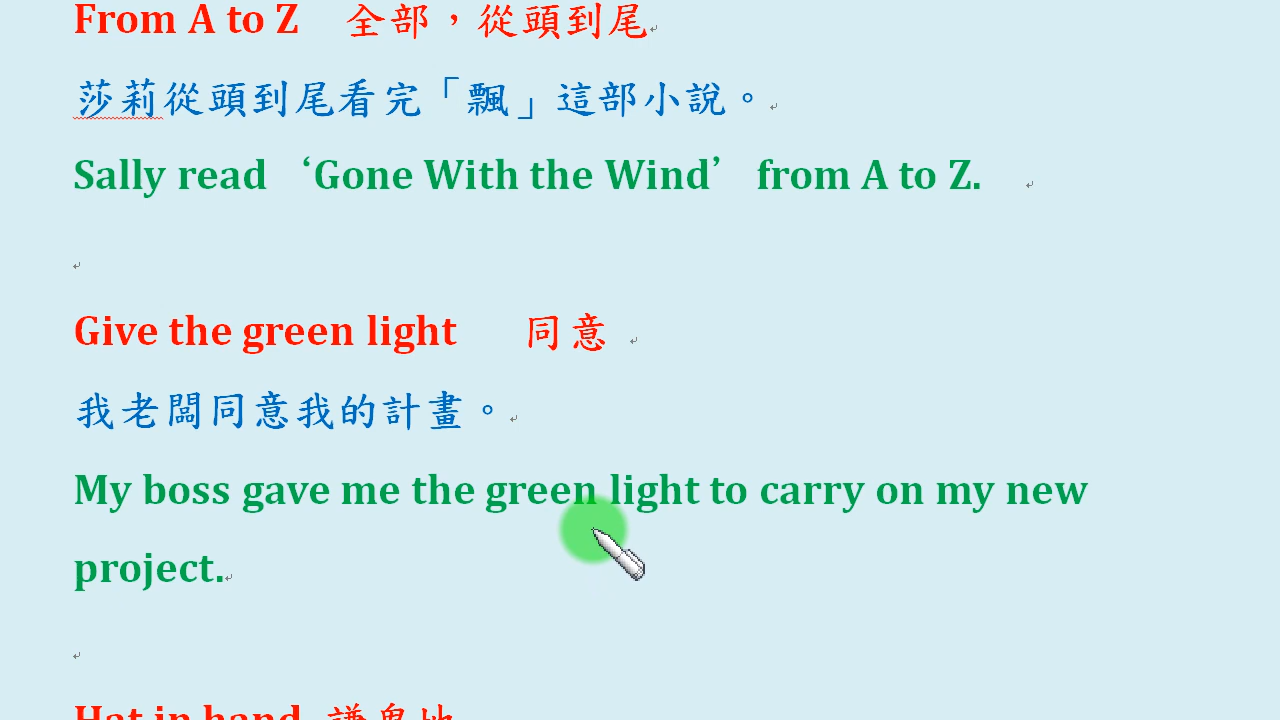 From A to Z 全部，從頭到尾
莎莉從頭到尾看完「飄」這部小說。
Sally read ‘Gone With the Wind’ from A to Z.
Give the green light 同意
我老闆同意我的計畫。
My boss gave me the green light to carry on my new
project.
Hat in hand 謙卑地